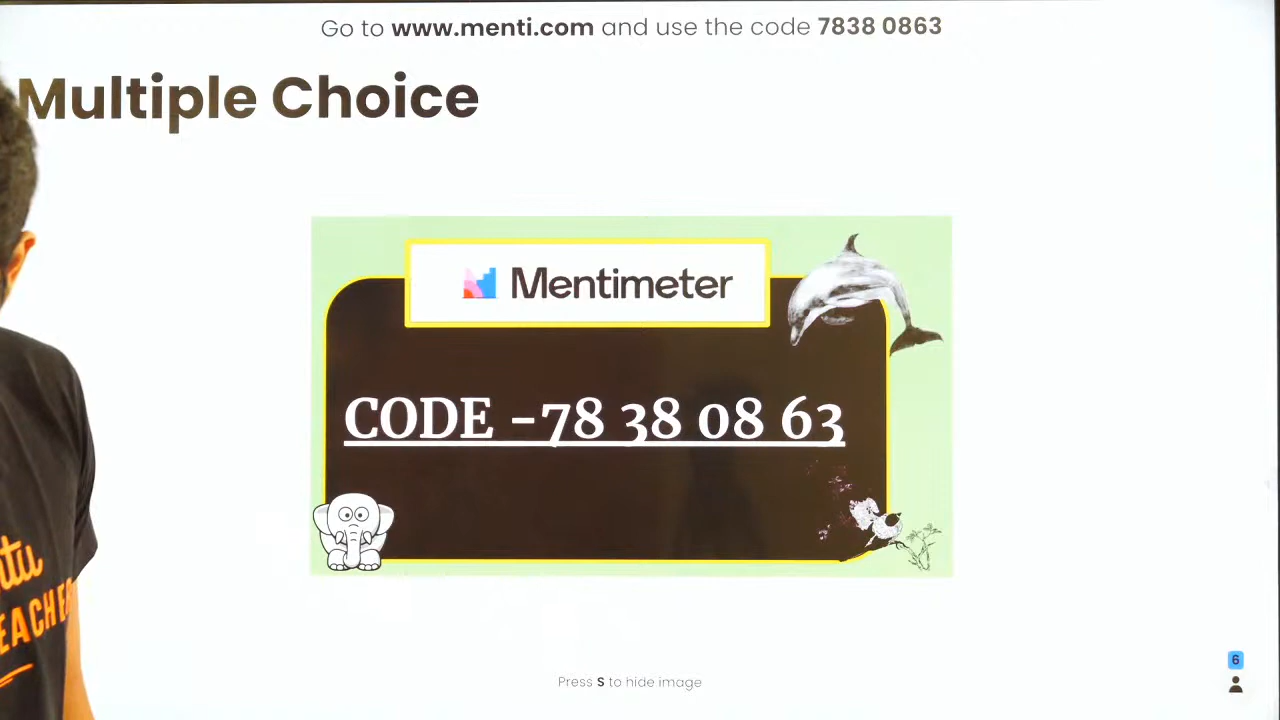 Go to www.menti.com and use the code 7838 0863
Multiple Choice
Mentimeter
CODE -78 38 08 63
Press S to hide image
6